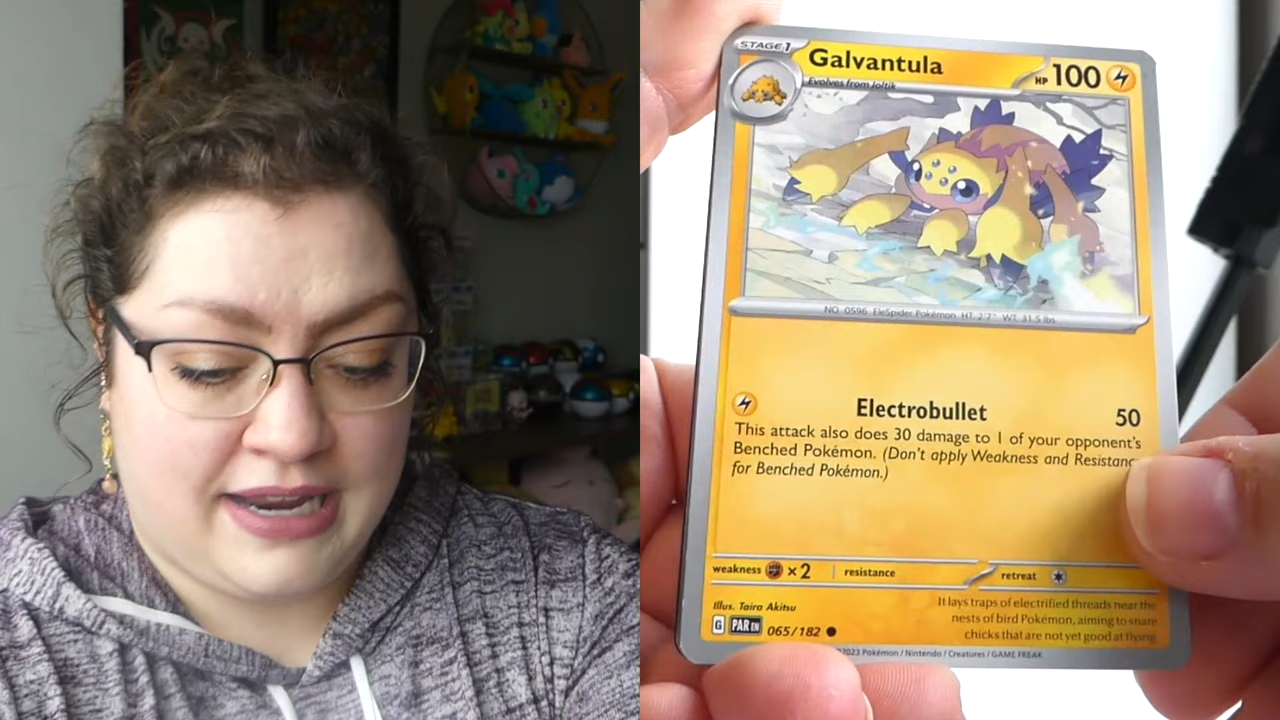 STAGE 1
Galvantula
HP 100
Evolves from Joltik
NO. 0596 EleSpider Pokémon HT: 2'7" WT: 31.5 lbs.
Electrobullet 50
This attack also does 30 damage to 1 of your opponent's
Benched Pokémon. (Don't apply Weakness and Resistanc
for Benched Pokémon.)
weakness ×2 resistance retreat
Illus. Taira Akitsu
G PAR EN 065/182
It lays traps of electrified threads near the
nests of bird Pokémon, aiming to snare
chicks that are not yet good at flying.
©2023 Pokémon / Nintendo / Creatures / GAME FREAK